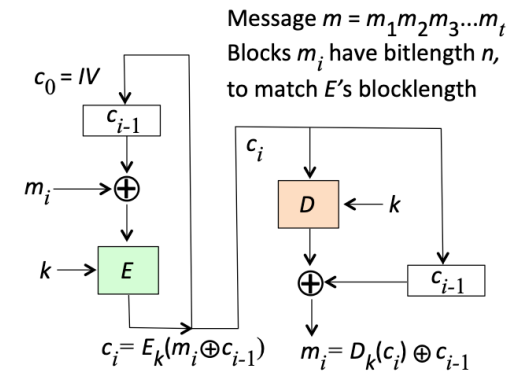 Message m = m₁m₂m₃...mₜ
Blocks mᵢ have bitlength n,
to match E's blocklength
c₀ = IV
cᵢ₋₁
mᵢ
⊕
k
E
cᵢ = Eₖ(mᵢ⊕cᵢ₋₁)
cᵢ
D
k
⊕
cᵢ₋₁
mᵢ = Dₖ(cᵢ) ⊕ cᵢ₋₁